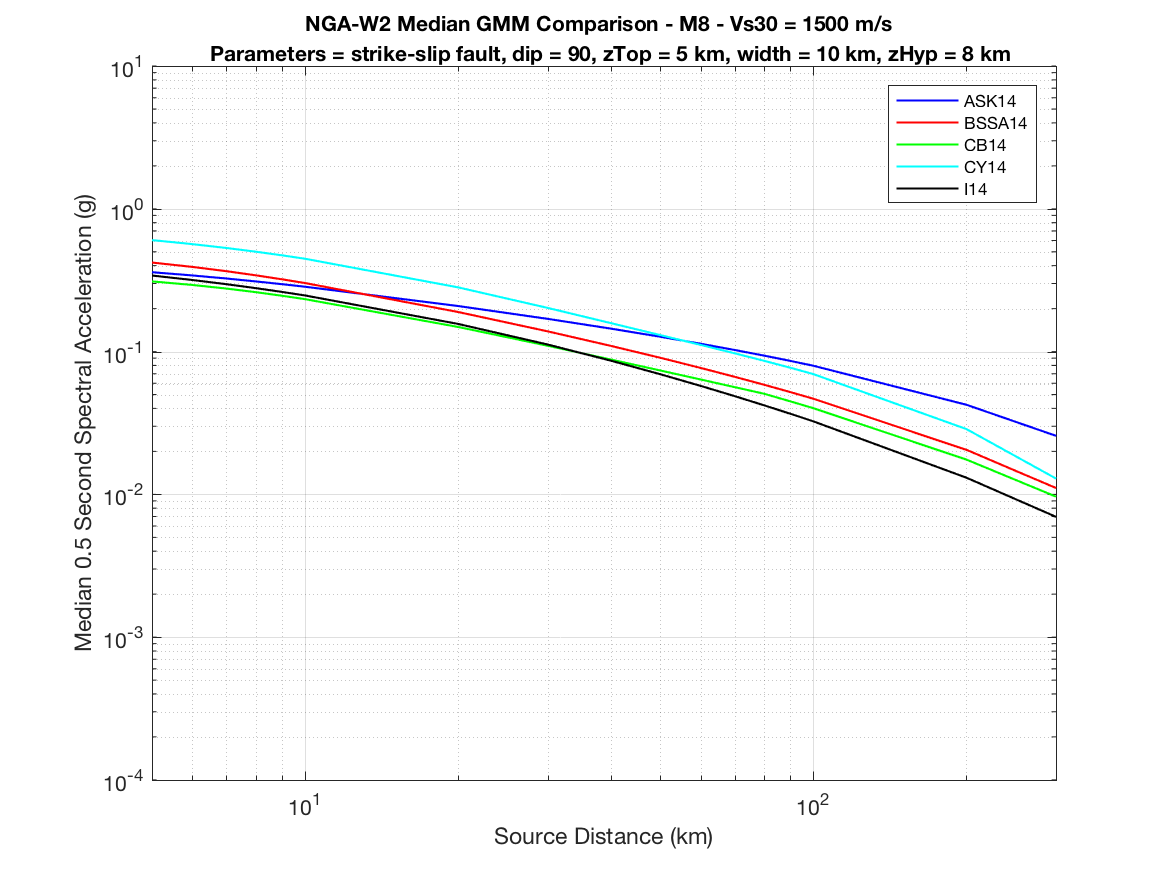 NGA-W2 Median GMM Comparison - M8 - Vs30 = 1500 m/s
Parameters = strike-slip fault, dip = 90, zTop = 5 km, width = 10 km, zHyp = 8 km
10^1
10^0
10^-1
10^-2
10^-3
10^-4
Median 0.5 Second Spectral Acceleration (g)
ASK14
BSSA14
CB14
CY14
I14
10^1
10^2
Source Distance (km)